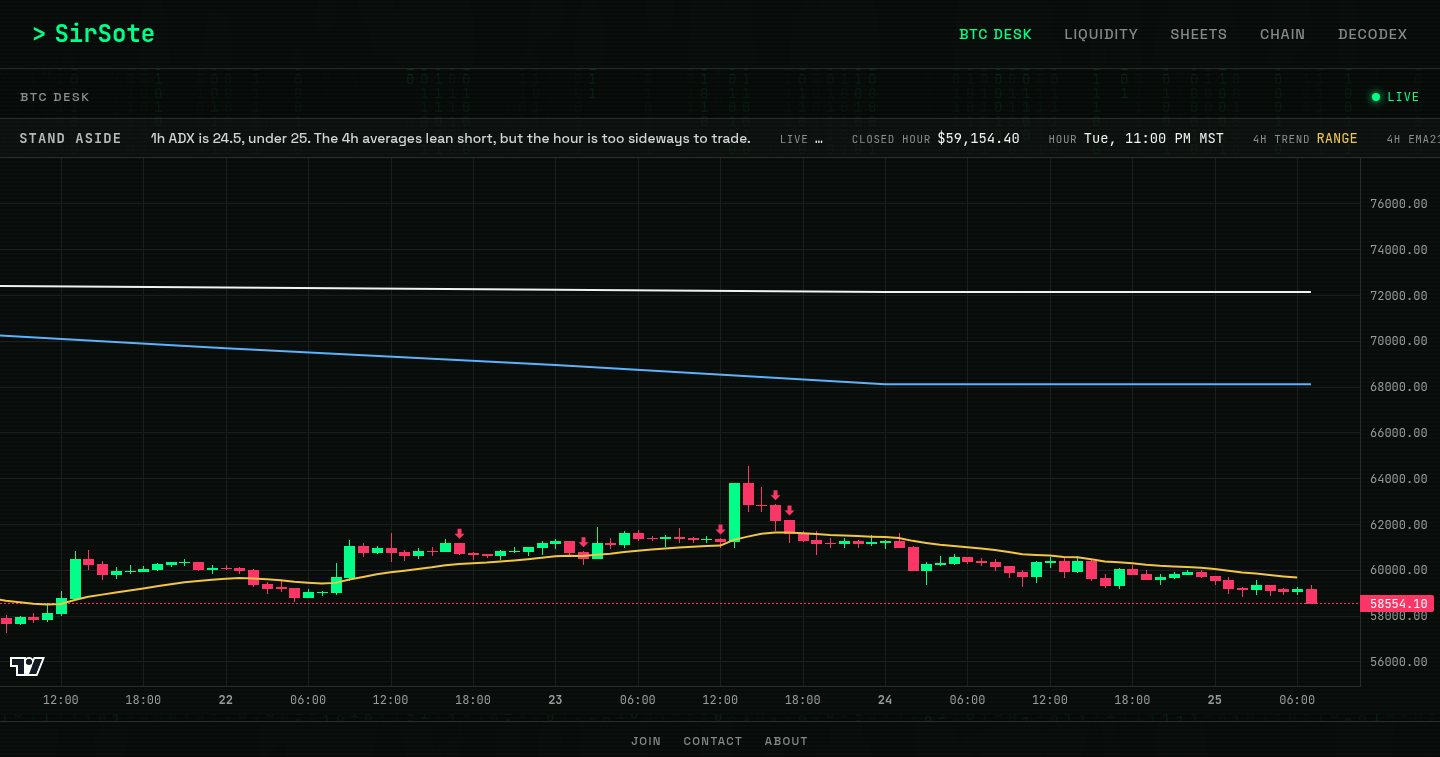 > SirSote
BTC DESK LIQUIDITY SHEETS CHAIN DECODEX
BTC DESK
LIVE
STAND ASIDE 1h ADX is 24.5, under 25. The 4h averages lean short, but the hour is too sideways to trade. LIVE … CLOSED HOUR $59,154.40 HOUR Tue, 11:00 PM MST 4H TREND RANGE 4H EMA21
76000.00
74000.00
72000.00
70000.00
68000.00
66000.00
64000.00
62000.00
60000.00
58554.10
58000.00
56000.00
12:00 18:00 22 06:00 12:00 18:00 23 06:00 12:00 18:00 24 06:00 12:00 18:00 25 06:00
JOIN CONTACT ABOUT